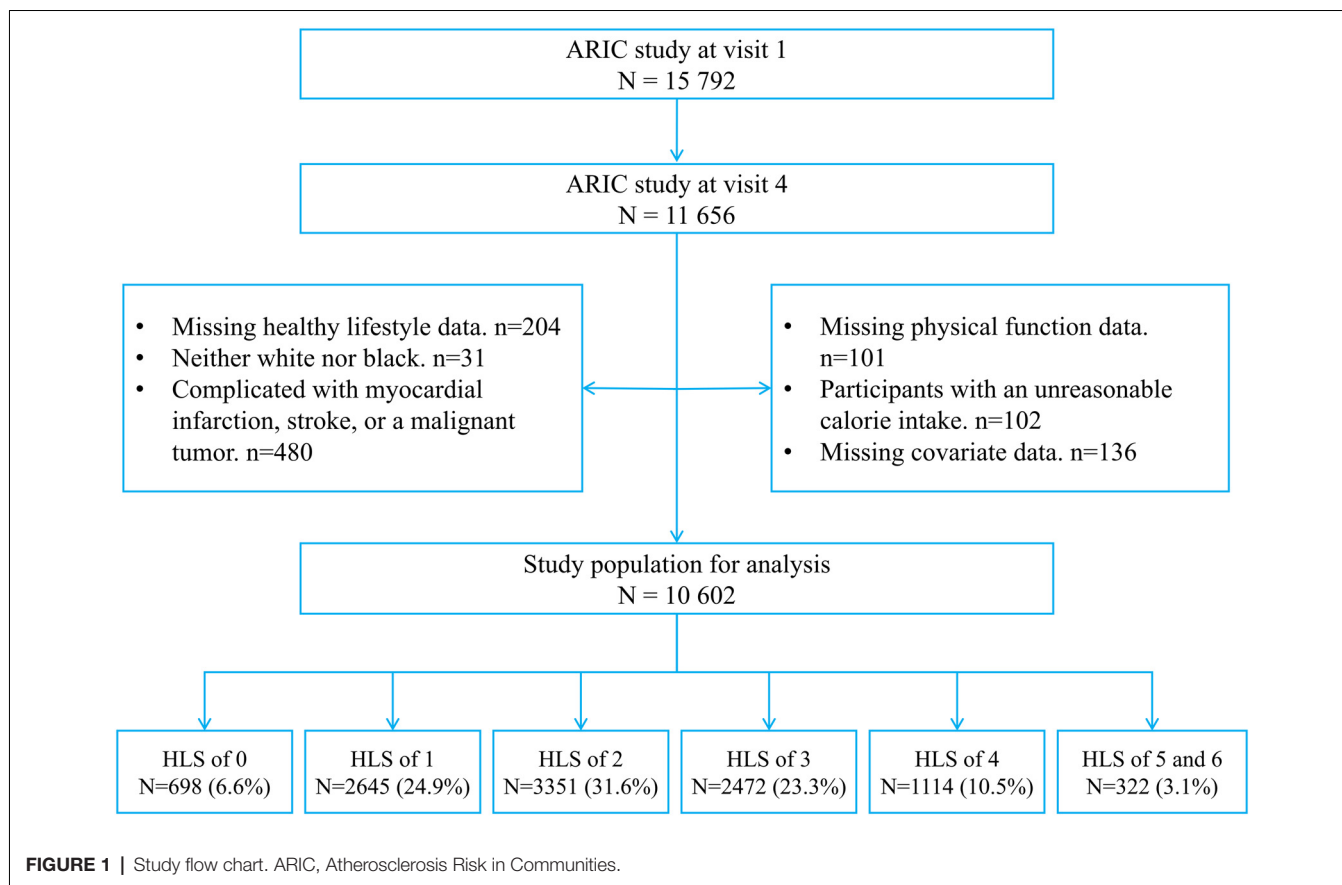 ARIC study at visit 1
N = 15 792
ARIC study at visit 4
N = 11 656
• Missing healthy lifestyle data. n=204
• Neither white nor black. n=31
• Complicated with myocardial
infarction, stroke, or a malignant
tumor. n=480
• Missing physical function data.
n=101
• Participants with an unreasonable
calorie intake. n=102
• Missing covariate data. n=136
Study population for analysis
N = 10 602
HLS of 0
N=698 (6.6%)
HLS of 1
N=2645 (24.9%)
HLS of 2
N=3351 (31.6%)
HLS of 3
N=2472 (23.3%)
HLS of 4
N=1114 (10.5%)
HLS of 5 and 6
N=322 (3.1%)
FIGURE 1 | Study flow chart. ARIC, Atherosclerosis Risk in Communities.